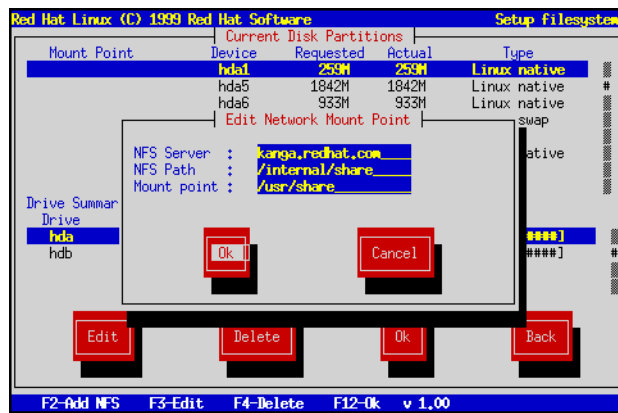 Red Hat Linux (C) 1999 Red Hat Software Setup filesystem
Current Disk Partitions
Mount Point Device Requested Actual Type
hda1 259M 259M Linux native
hda5 1842M 1842M Linux native #
hda6 933M 933M Linux native
swap
Edit Network Mount Point
NFS Server : kanga.redhat.com____
ative
NFS Path : /internal/share____
Mount point : /usr/share____
Drive Summar
Drive
hda ####]
hdb ####] #
Ok Cancel
Edit Delete Ok Back
F2-Add NFS F3-Edit F4-Delete F12-Ok v 1.00